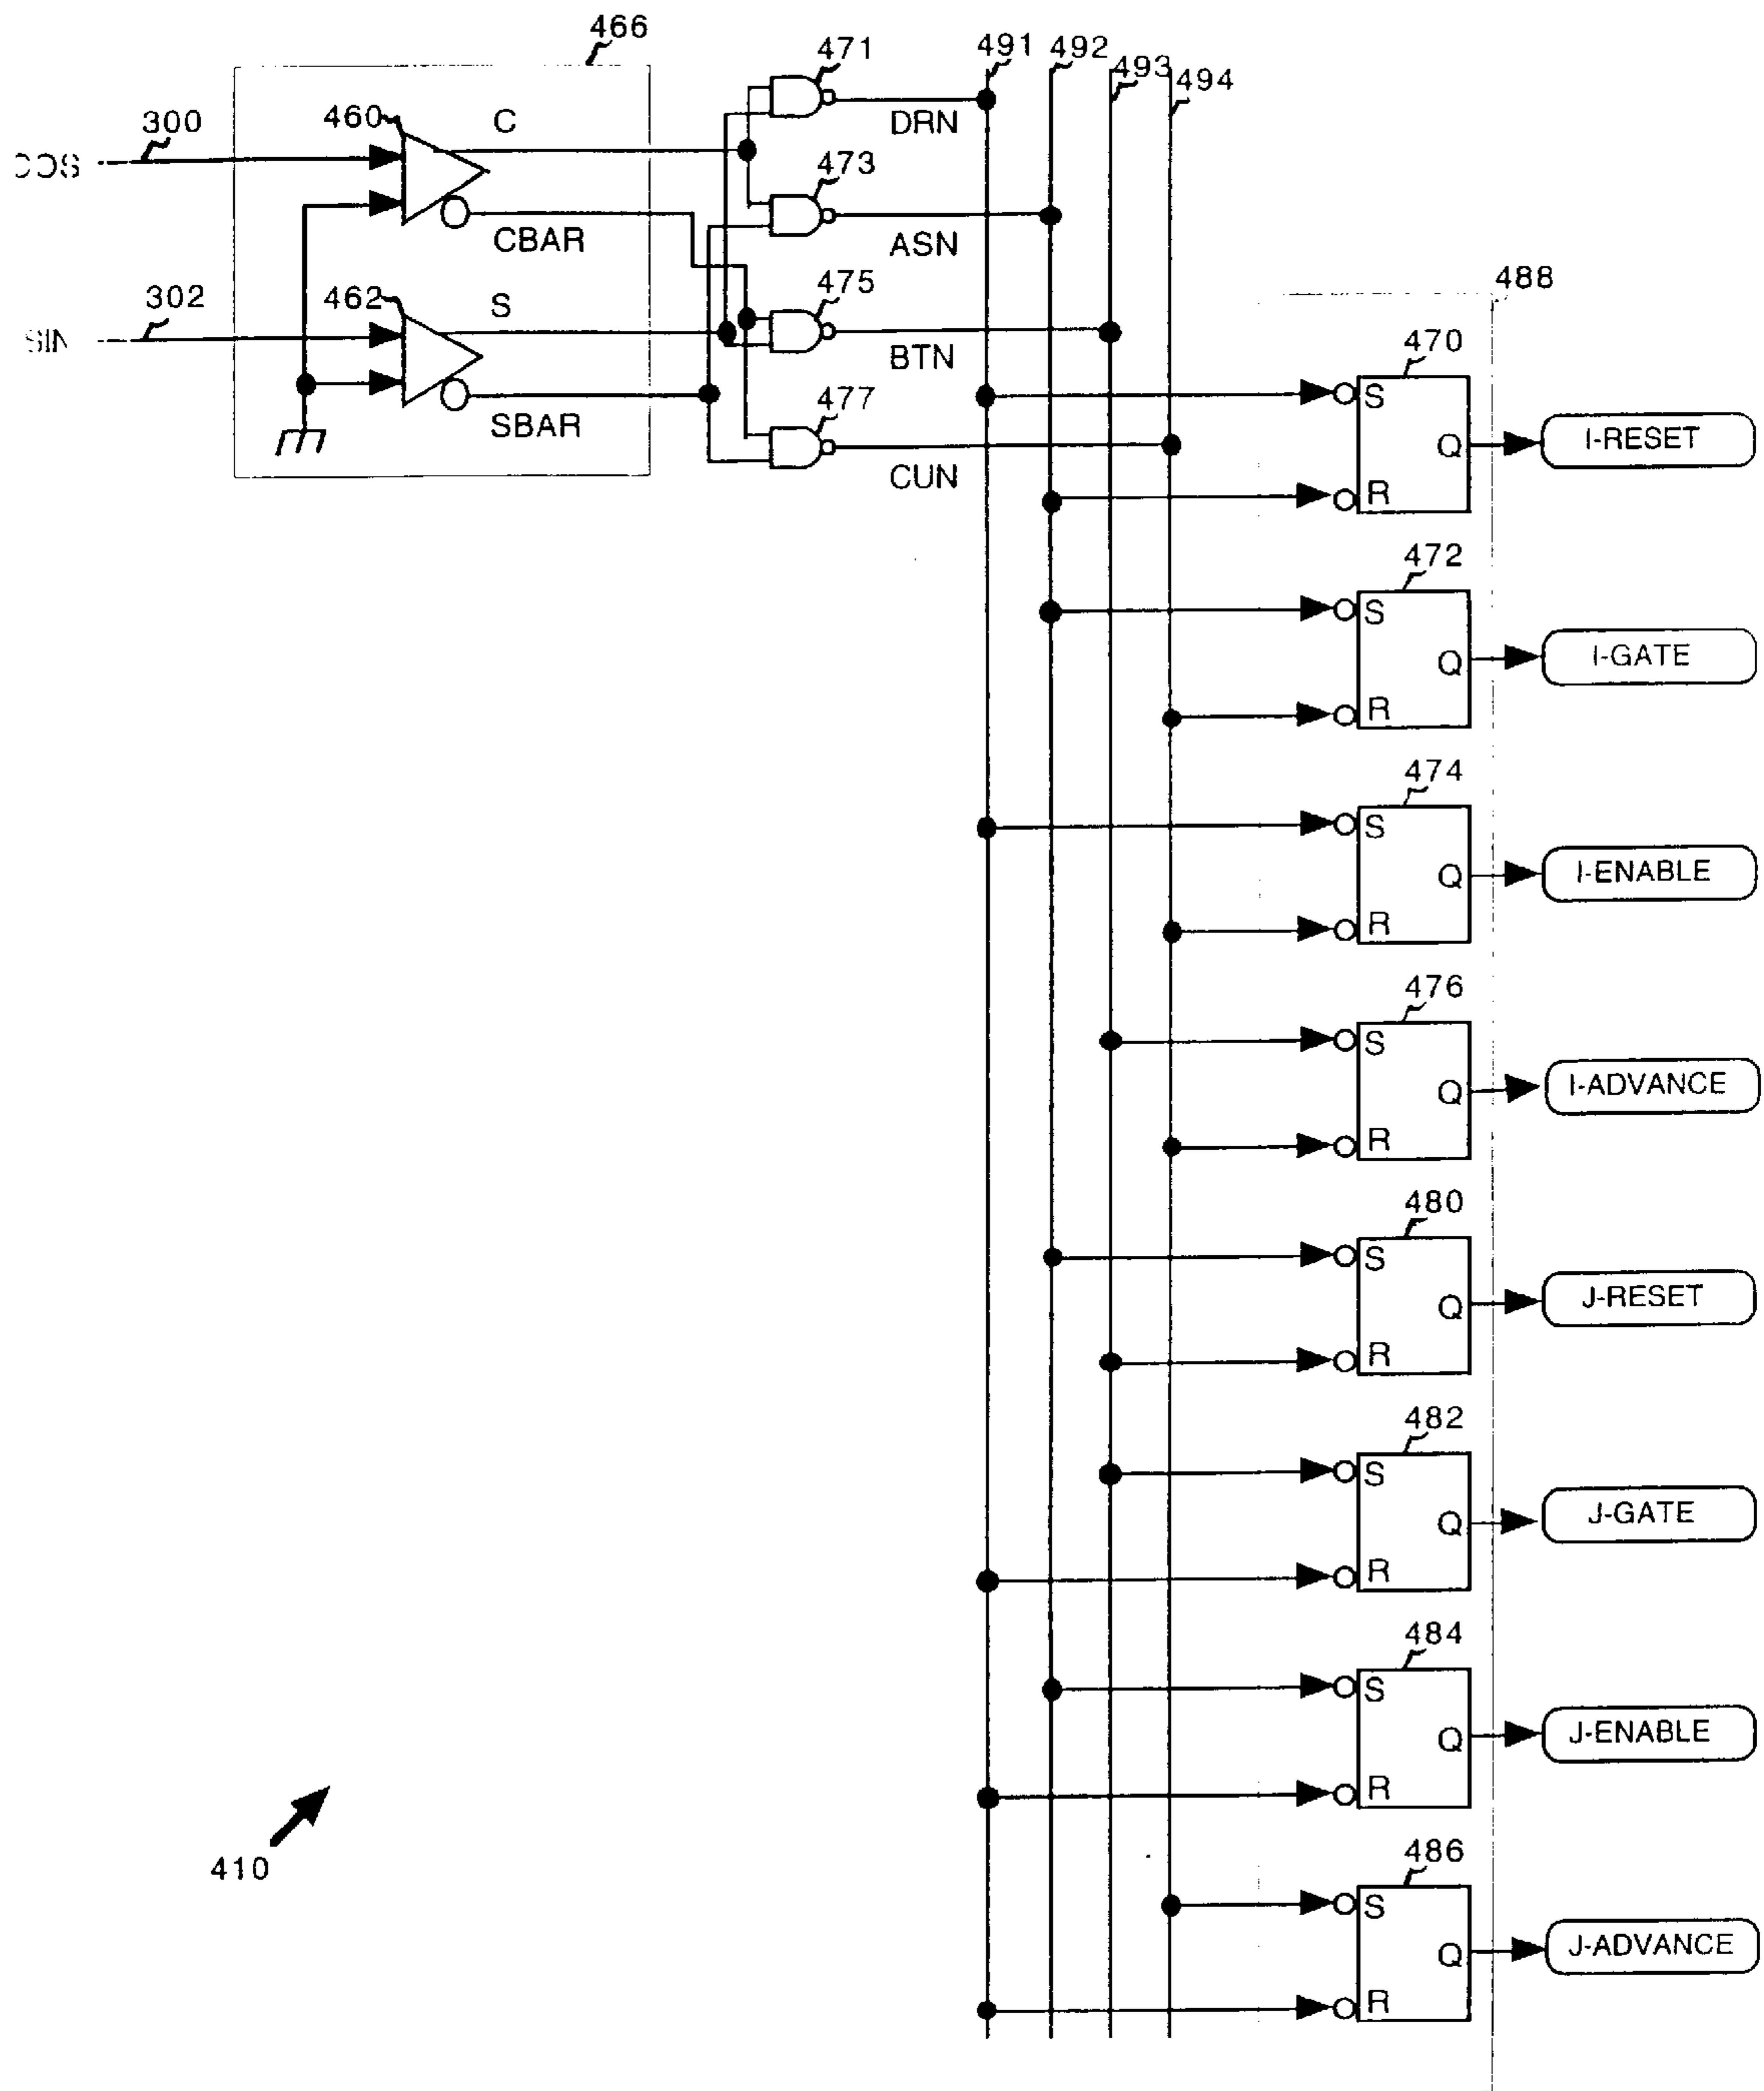 466
471
491
492
493
494
300
460
C
DRN
473
CBAR
ASN
302
462
S
475
488
SIN
BTN
470
SBAR
477
S
CUN
Q
I-RESET
R
472
S
Q
I-GATE
R
474
S
Q
I-ENABLE
R
476
S
Q
I-ADVANCE
R
480
S
Q
J-RESET
R
482
S
Q
J-GATE
R
484
S
Q
J-ENABLE
R
410
486
S
Q
J-ADVANCE
R